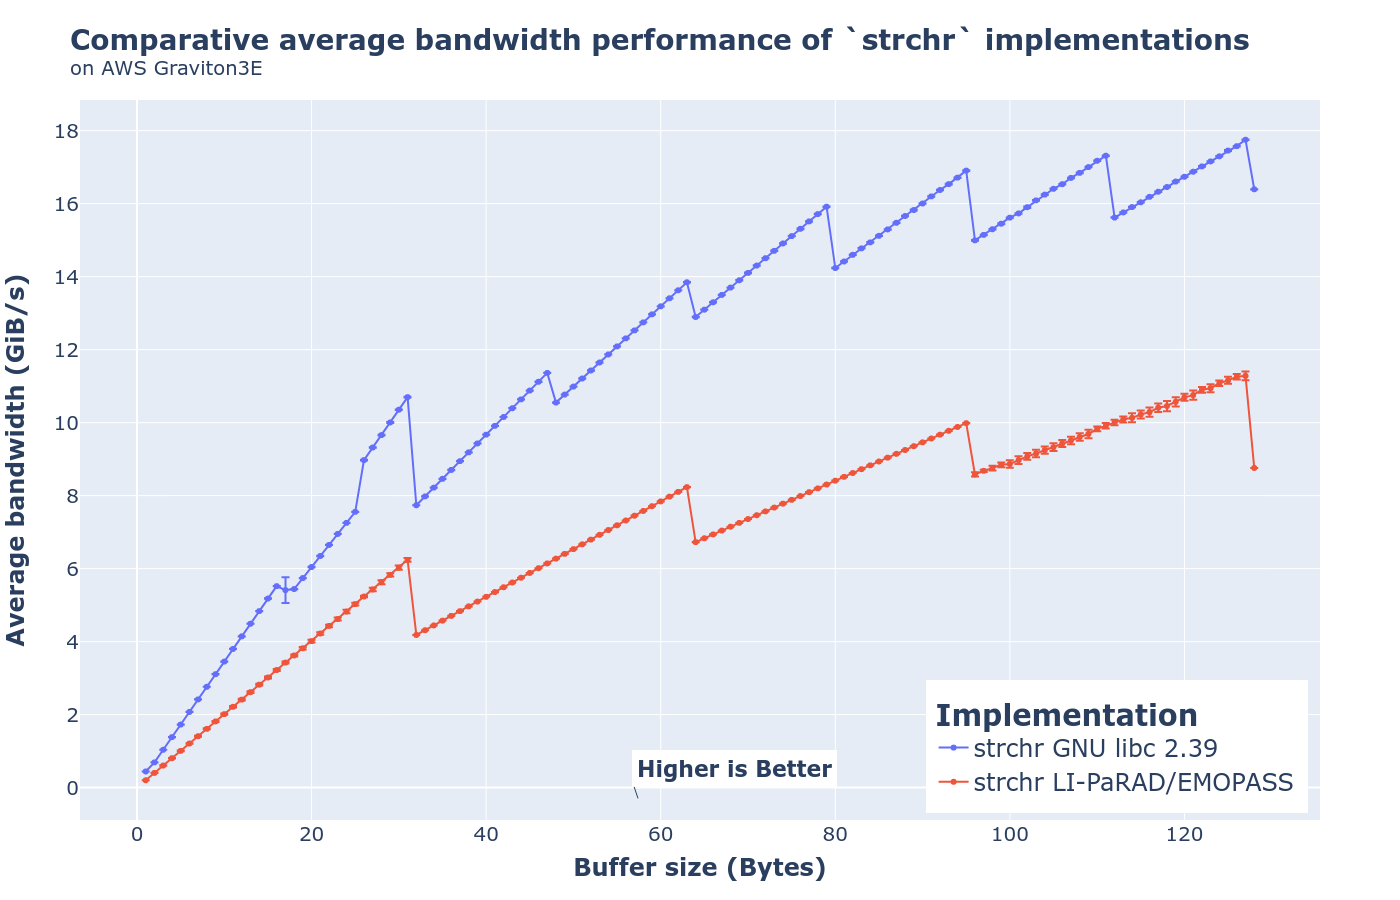 Comparative average bandwidth performance of `strchr` implementations
on AWS Graviton3E
Average bandwidth (GiB/s)
18
16
14
12
10
8
6
4
2
0
0 20 40 60 80 100 120
Buffer size (Bytes)
Higher is Better
Implementation
strchr GNU libc 2.39
strchr LI-PaRAD/EMOPASS